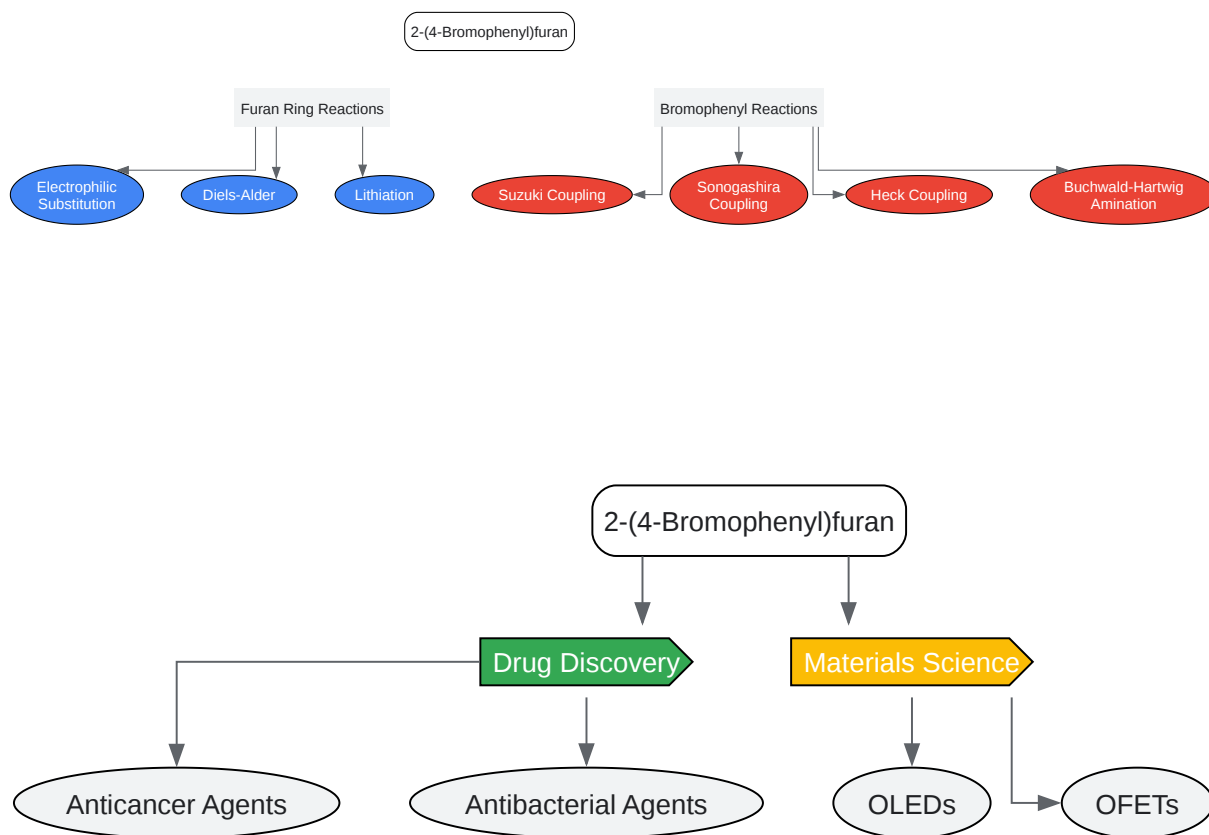 2-(4-Bromophenyl)furan
Furan Ring Reactions
Bromophenyl Reactions
Electrophilic
Substitution
Diels-Alder
Lithiation
Suzuki Coupling
Sonogashira
Coupling
Heck Coupling
Buchwald-Hartwig
Amination
2-(4-Bromophenyl)furan
Drug Discovery
Materials Science
Anticancer Agents
Antibacterial Agents
OLEDs
OFETs